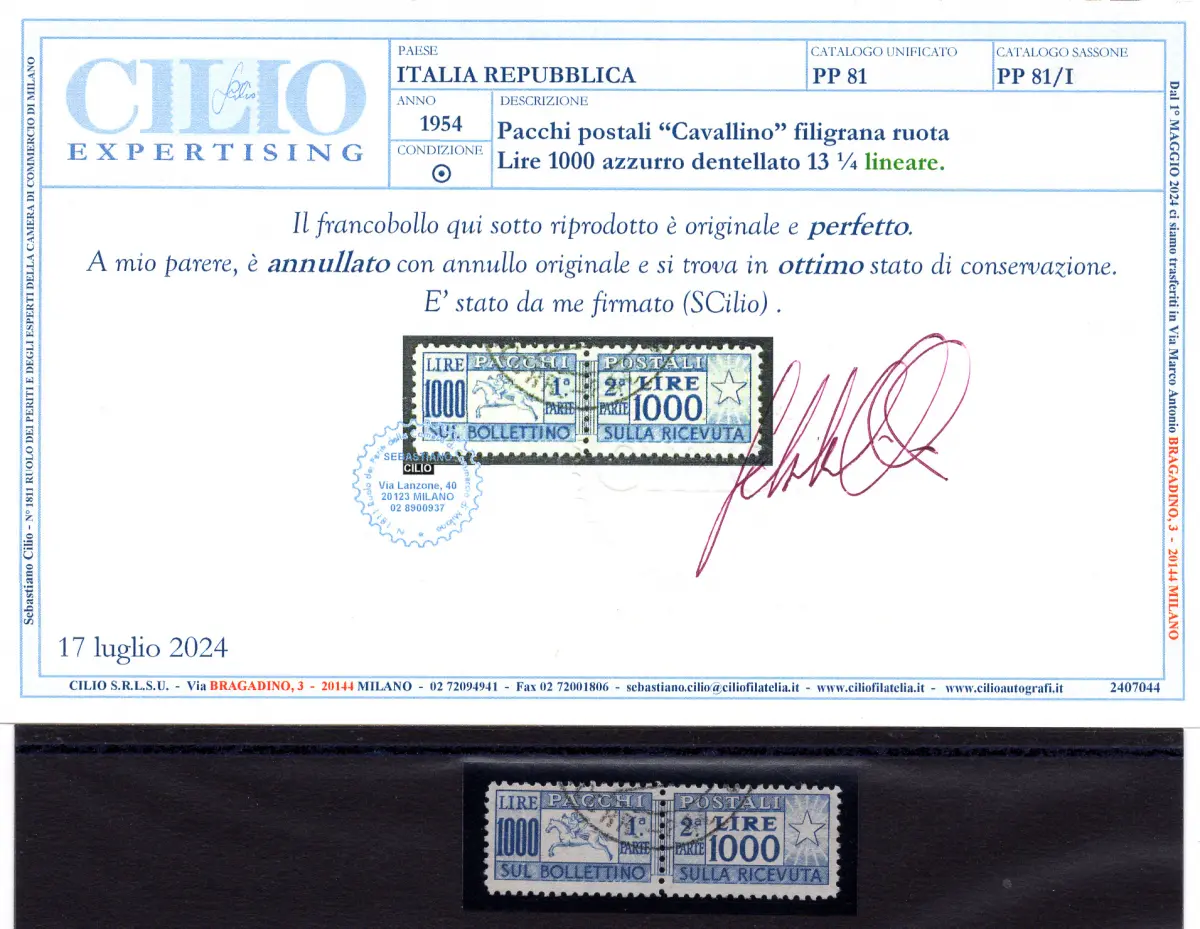 CILIO
EXPERTISING
PAESE
ITALIA REPUBBLICA
CATALOGO UNIFICATO
PP 81
CATALOGO SASSONE
PP 81/I
ANNO
1954
CONDIZIONE
DESCRIZIONE
Pacchi postali “Cavallino” filigrana ruota
Lire 1000 azzurro dentellato 13 ¼ lineare.
Il francobollo qui sotto riprodotto è originale e perfetto.
A mio parere, è annullato con annullo originale e si trova in ottimo stato di conservazione.
E’ stato da me firmato (SCilio) .
LIRE PACCHI POSTALI
1000 1ª PARTE 2ª PARTE LIRE 1000
SUL BOLLETTINO SULLA RICEVUTA
SEBASTIANO
CILIO
Via Lanzone, 40
20123 MILANO
02 8900937
17 luglio 2024
CILIO S.R.L.S.U. - Via BRAGADINO, 3 - 20144 MILANO - 02 72094941 - Fax 02 72001806 - sebastiano.cilio@ciliofilatelia.it - www.ciliofilatelia.it - www.cilioautografi.it 2407044
Sebastiano Cilio - N° 1811 RUOLO DEI PERITI E DEGLI ESPERTI DELLA CAMERA DI COMMERCIO DI MILANO
Dal 1° MAGGIO 2024 ci siamo trasferiti in Via Marco Antonio BRAGADINO, 3 - 20144 MILANO
LIRE PACCHI POSTALI
1000 1ª PARTE 2ª PARTE LIRE 1000
SUL BOLLETTINO SULLA RICEVUTA